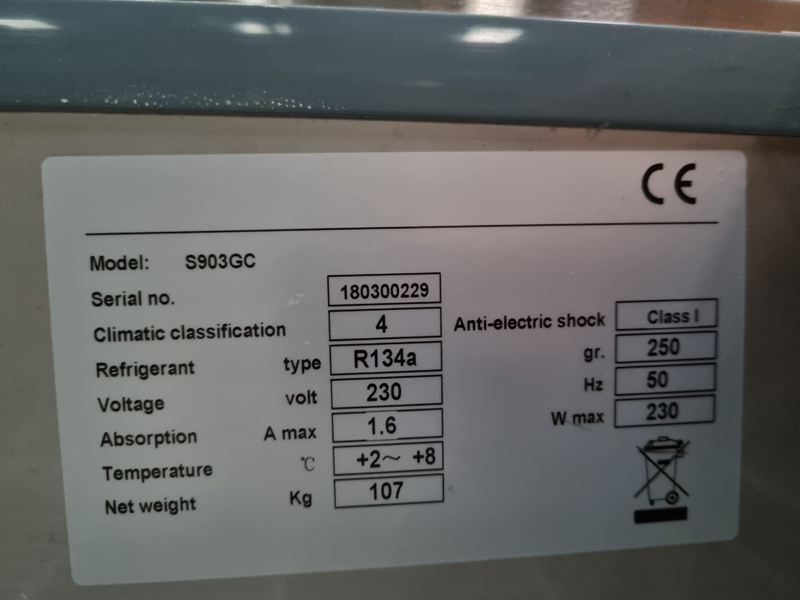 CE
Model: S903GC
Serial no. 180300229
Climatic classification 4 Anti-electric shock Class I
Refrigerant type R134a gr. 250
Voltage volt 230 Hz 50
Absorption A max 1.6 W max 230
Temperature ℃ +2~ +8
Net weight Kg 107